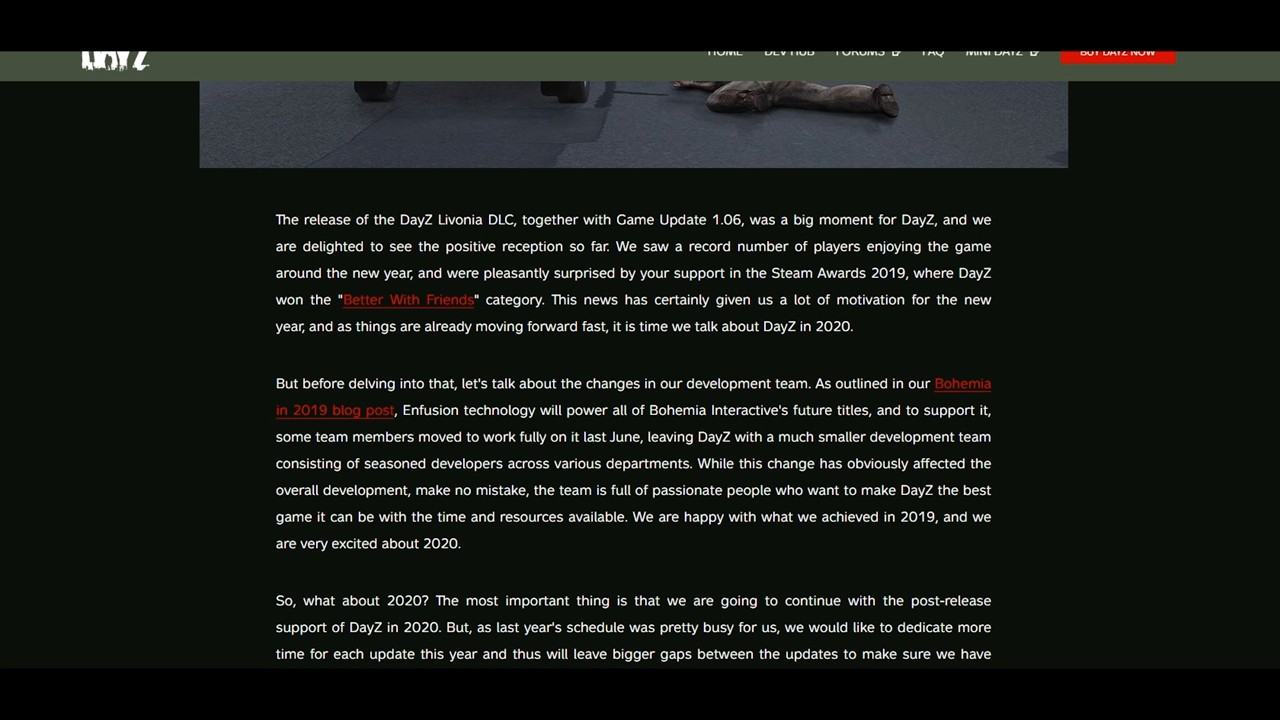 DAYZ
HOME DEV HUB FORUMS FAQ MINI DAYZ BUY DAYZ NOW
The release of the DayZ Livonia DLC, together with Game Update 1.06, was a big moment for DayZ, and we
are delighted to see the positive reception so far. We saw a record number of players enjoying the game
around the new year, and were pleasantly surprised by your support in the Steam Awards 2019, where DayZ
won the "Better With Friends" category. This news has certainly given us a lot of motivation for the new
year, and as things are already moving forward fast, it is time we talk about DayZ in 2020.
But before delving into that, let's talk about the changes in our development team. As outlined in our Bohemia
in 2019 blog post, Enfusion technology will power all of Bohemia Interactive's future titles, and to support it,
some team members moved to work fully on it last June, leaving DayZ with a much smaller development team
consisting of seasoned developers across various departments. While this change has obviously affected the
overall development, make no mistake, the team is full of passionate people who want to make DayZ the best
game it can be with the time and resources available. We are happy with what we achieved in 2019, and we
are very excited about 2020.
So, what about 2020? The most important thing is that we are going to continue with the post-release
support of DayZ in 2020. But, as last year's schedule was pretty busy for us, we would like to dedicate more
time for each update this year and thus will leave bigger gaps between the updates to make sure we have